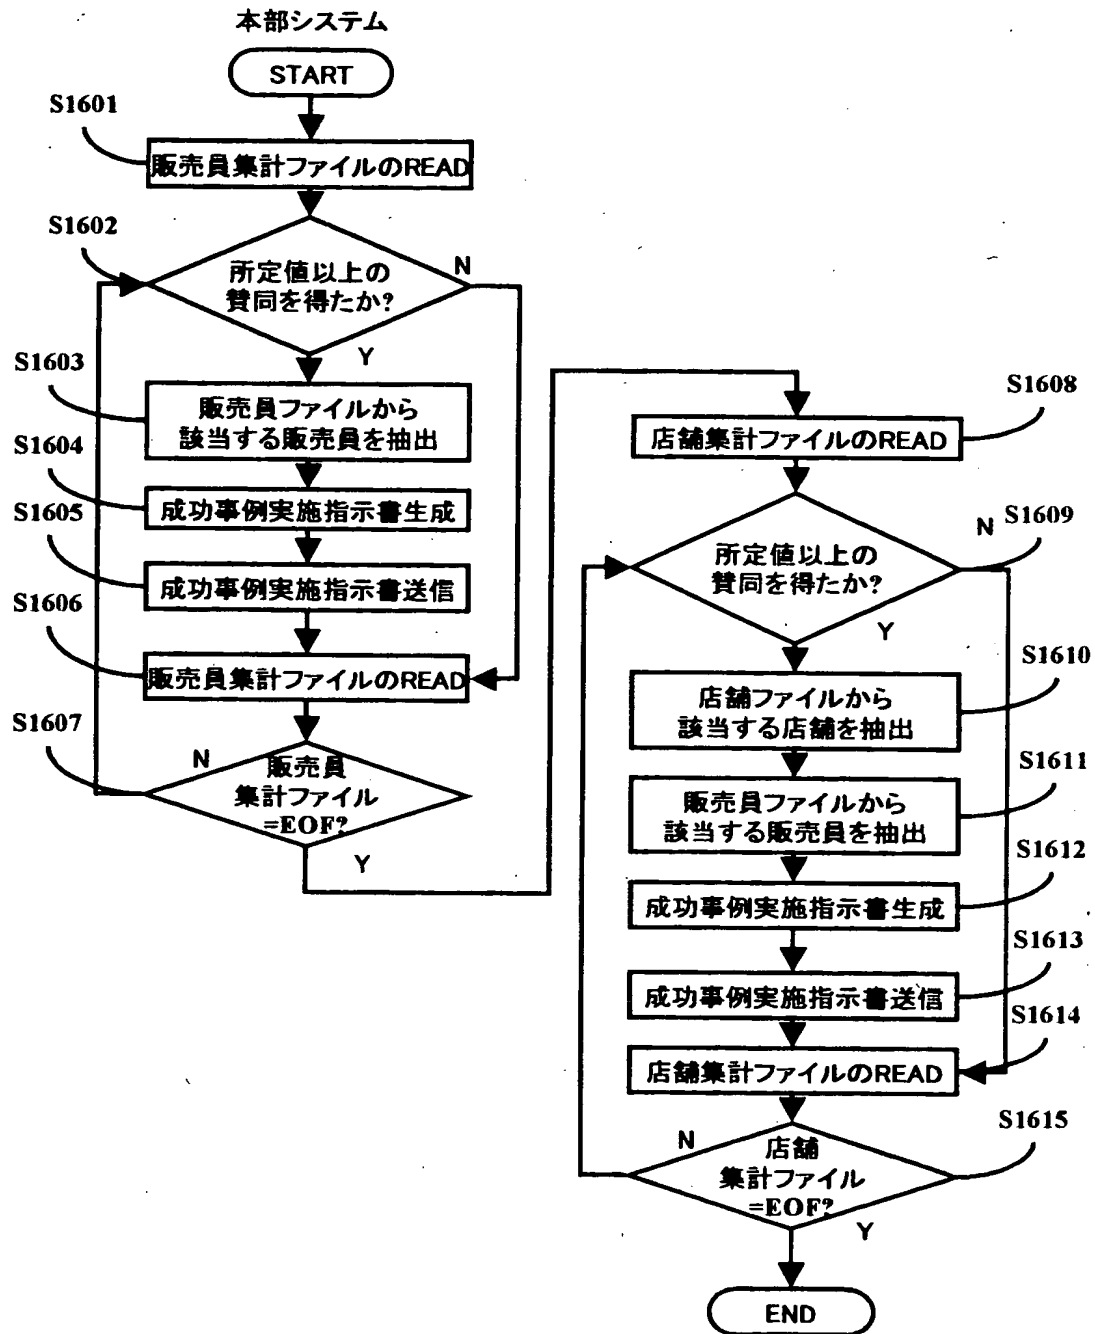 本部システム
START
S1601
販売員集計ファイルのREAD
S1602
所定値以上の
賛同を得たか?
N
Y
S1603
販売員ファイルから
該当する販売員を抽出
S1604
成功事例実施指示書生成
S1605
成功事例実施指示書送信
S1606
販売員集計ファイルのREAD
S1607
N
販売員
集計ファイル
=EOF?
Y
S1608
店舗集計ファイルのREAD
S1609
N
所定値以上の
賛同を得たか?
Y
S1610
店舗ファイルから
該当する店舗を抽出
S1611
販売員ファイルから
該当する販売員を抽出
S1612
成功事例実施指示書生成
S1613
成功事例実施指示書送信
S1614
店舗集計ファイルのREAD
S1615
N
店舗
集計ファイル
=EOF?
Y
END